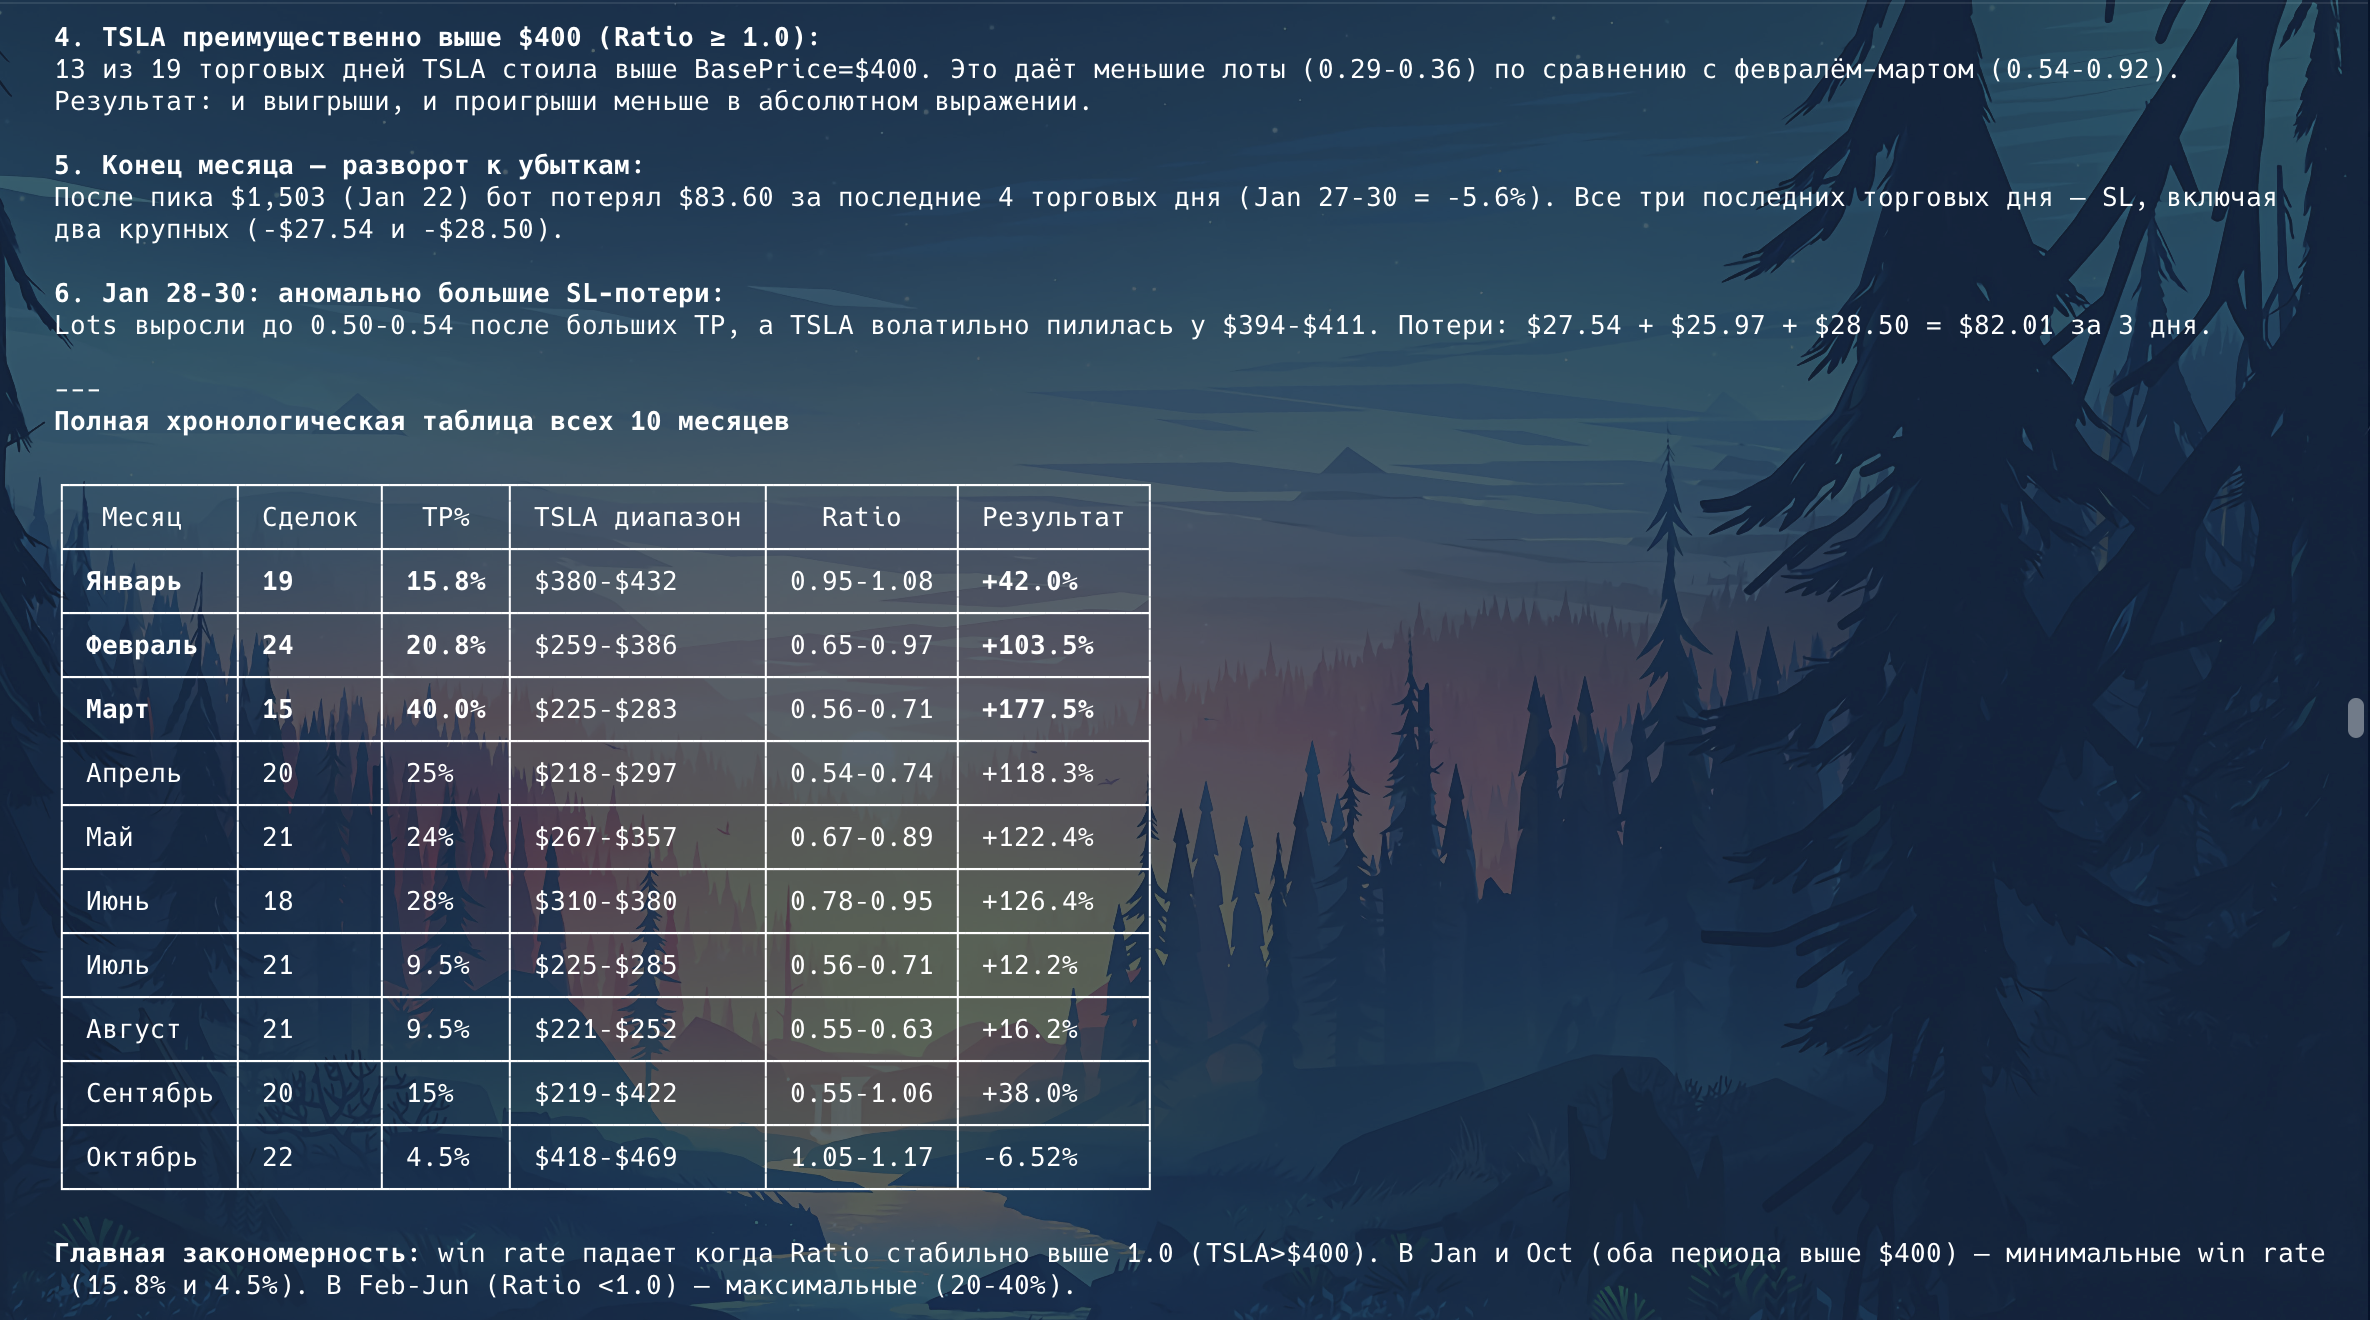 4. TSLA преимущественно выше $400 (Ratio ≥ 1.0):
13 из 19 торговых дней TSLA стоила выше BasePrice=$400. Это даёт меньшие лоты (0.29-0.36) по сравнению с февралём-мартом (0.54-0.92).
Результат: и выигрыши, и проигрыши меньше в абсолютном выражении.
5. Конец месяца — разворот к убыткам:
После пика $1,503 (Jan 22) бот потерял $83.60 за последние 4 торговых дня (Jan 27-30 = -5.6%). Все три последних торговых дня — SL, включая
два крупных (-$27.54 и -$28.50).
6. Jan 28-30: аномально большие SL-потери:
Lots выросли до 0.50-0.54 после больших TP, а TSLA волатильно пилилась у $394-$411. Потери: $27.54 + $25.97 + $28.50 = $82.01 за 3 дня.
---
Полная хронологическая таблица всех 10 месяцев
Месяц Сделок TP% TSLA диапазон Ratio Результат
Январь 19 15.8% $380-$432 0.95-1.08 +42.0%
Февраль 24 20.8% $259-$386 0.65-0.97 +103.5%
Март 15 40.0% $225-$283 0.56-0.71 +177.5%
Апрель 20 25% $218-$297 0.54-0.74 +118.3%
Май 21 24% $267-$357 0.67-0.89 +122.4%
Июнь 18 28% $310-$380 0.78-0.95 +126.4%
Июль 21 9.5% $225-$285 0.56-0.71 +12.2%
Август 21 9.5% $221-$252 0.55-0.63 +16.2%
Сентябрь 20 15% $219-$422 0.55-1.06 +38.0%
Октябрь 22 4.5% $418-$469 1.05-1.17 -6.52%
Главная закономерность: win rate падает когда Ratio стабильно выше 1.0 (TSLA>$400). В Jan и Oct (оба периода выше $400) — минимальные win rate
(15.8% и 4.5%). В Feb-Jun (Ratio <1.0) — максимальные (20-40%).